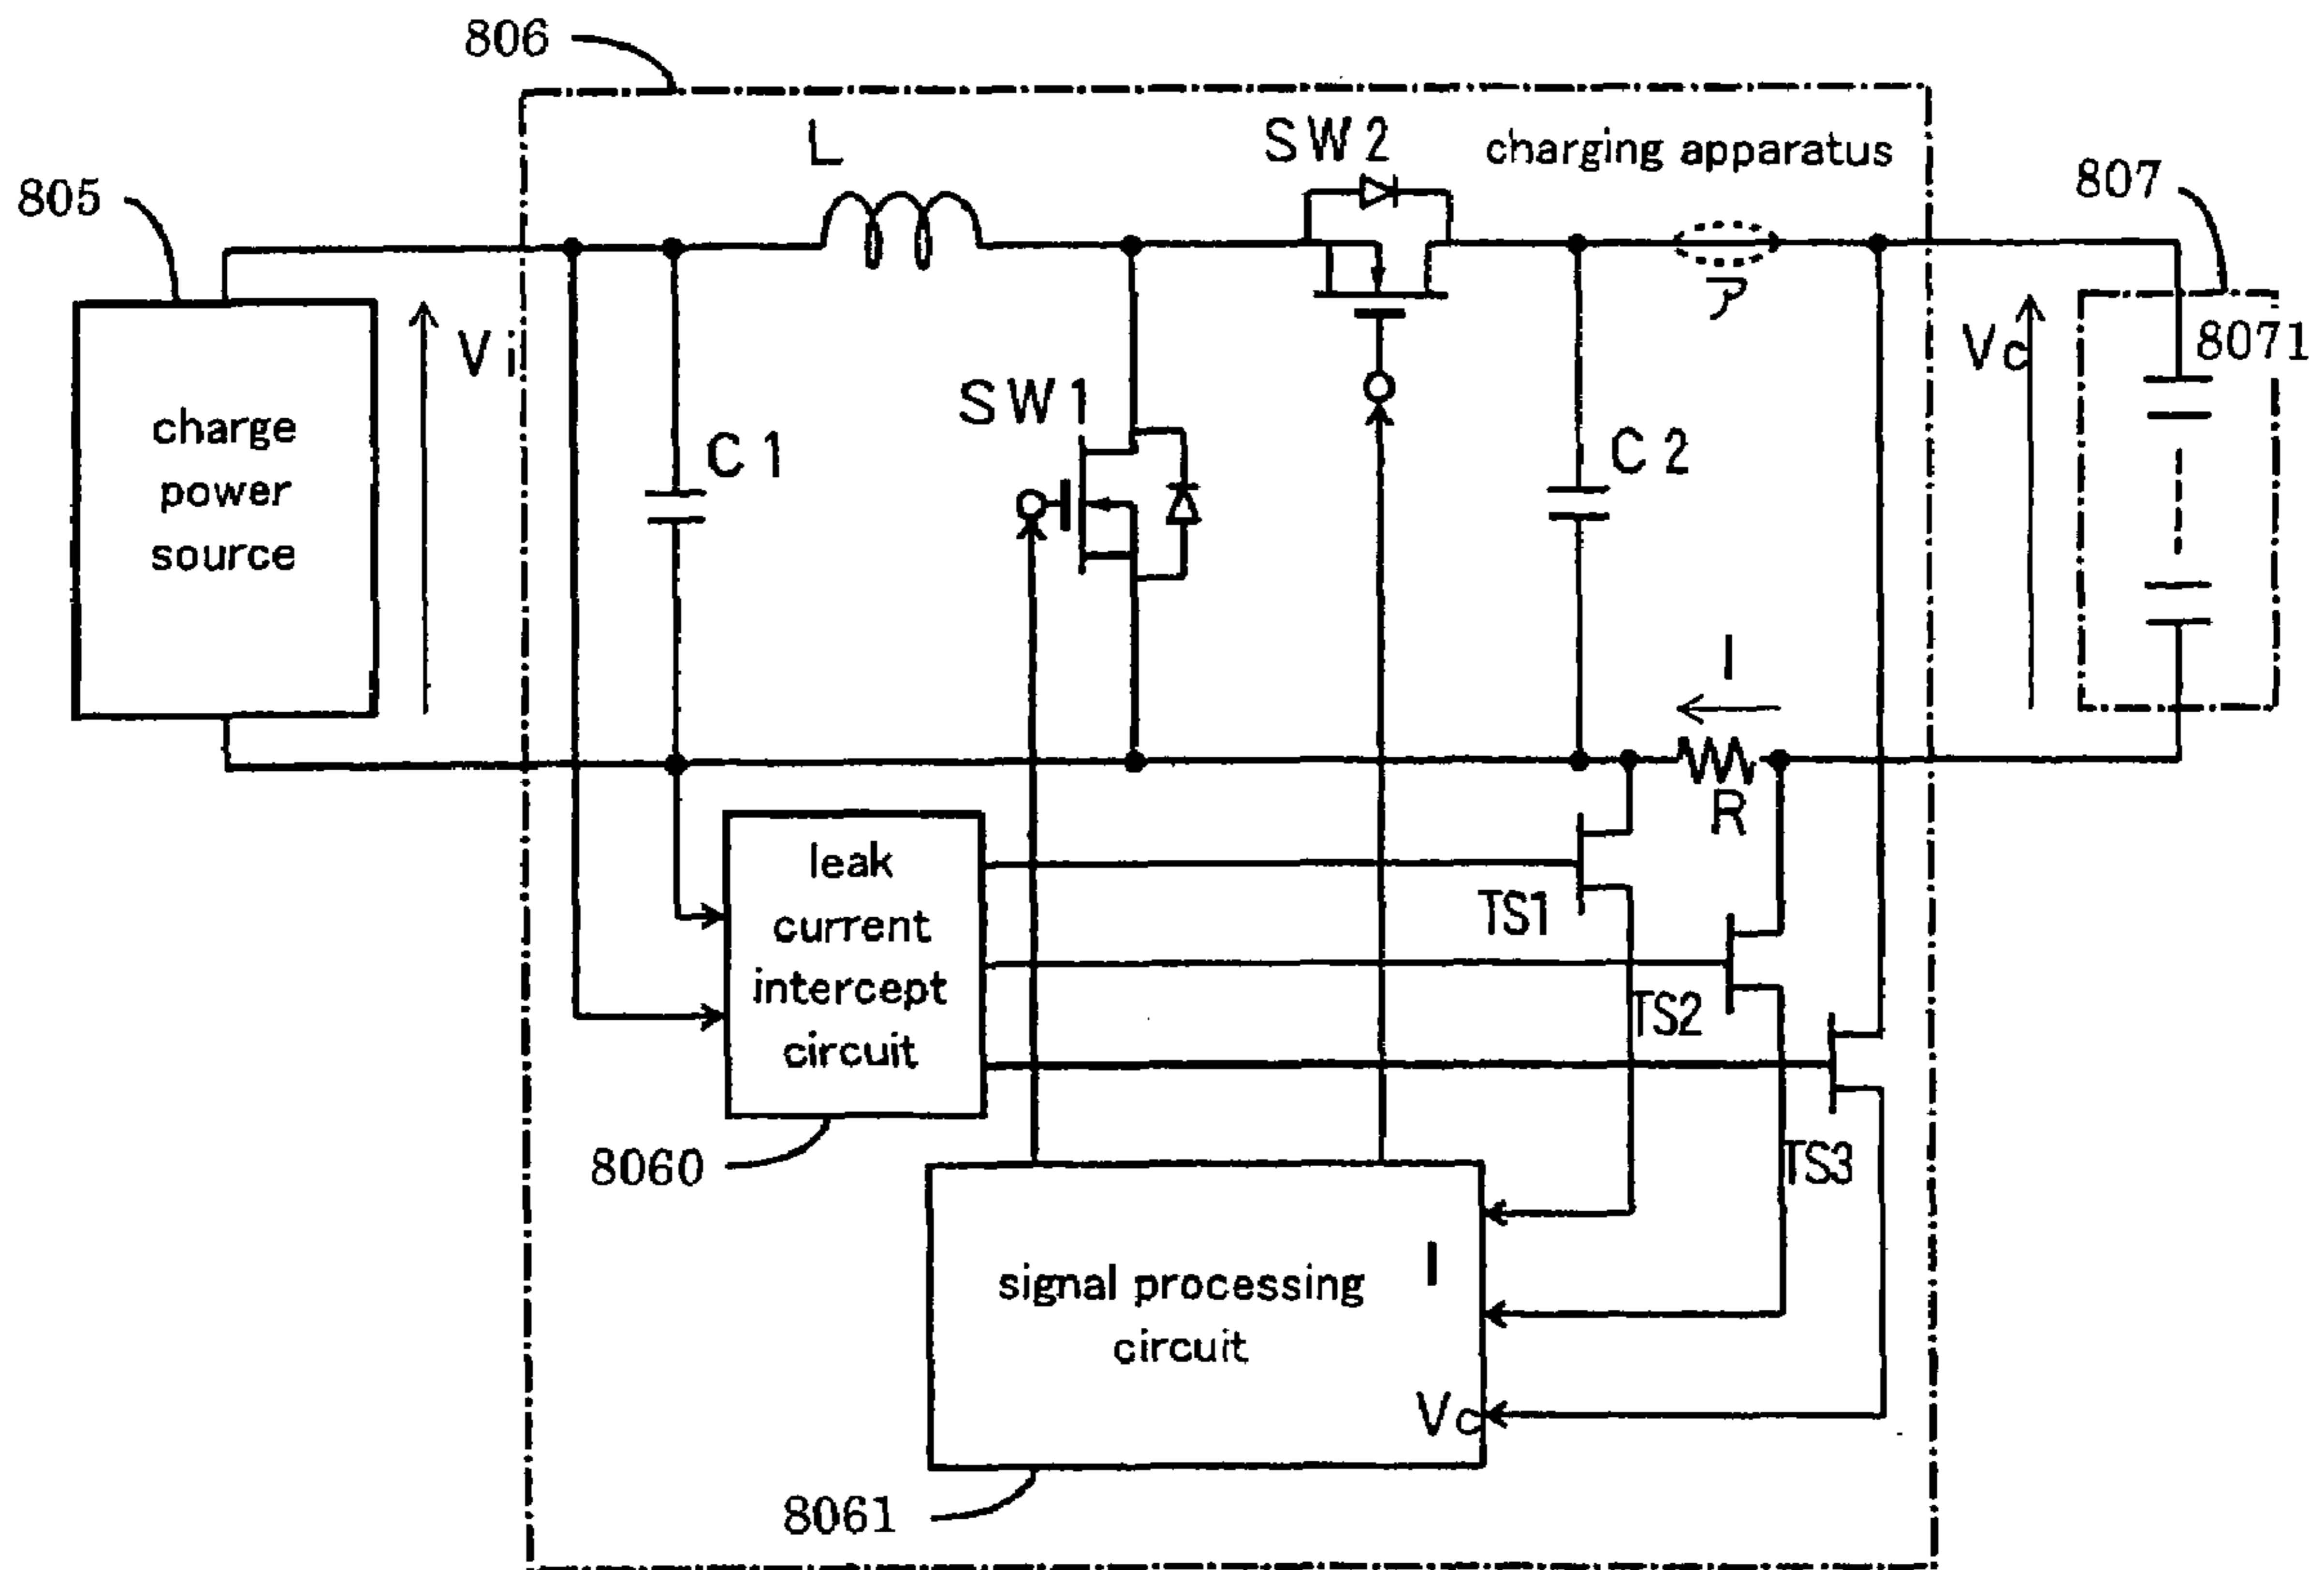 806
L
SW2
charging apparatus
805
807
ア
Vi
Vc
8071
charge
power
source
SW1
C1
C2
I
R
leak
current
intercept
circuit
TS1
TS2
TS3
8060
signal processing
circuit
I
Vc
8061